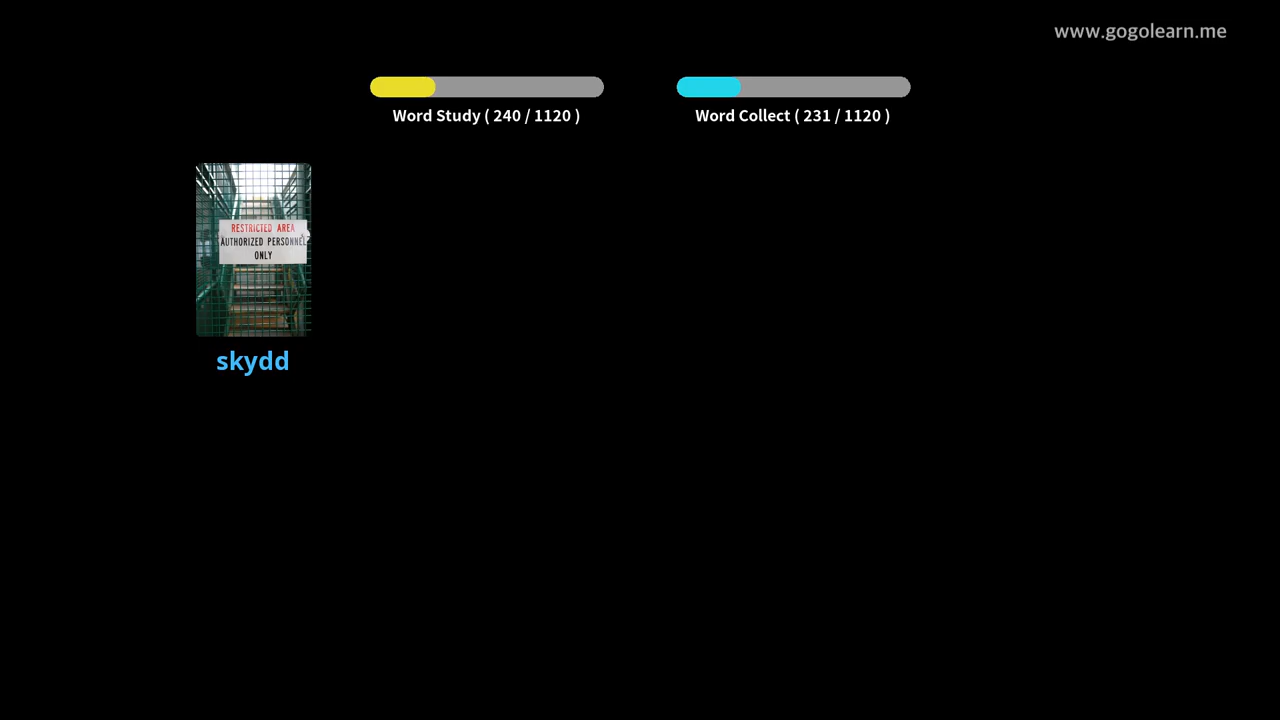 www.gogolearn.me
Word Study ( 240 / 1120 )
Word Collect ( 231 / 1120 )
RESTRICTED AREA
AUTHORIZED PERSONNEL
ONLY
skydd